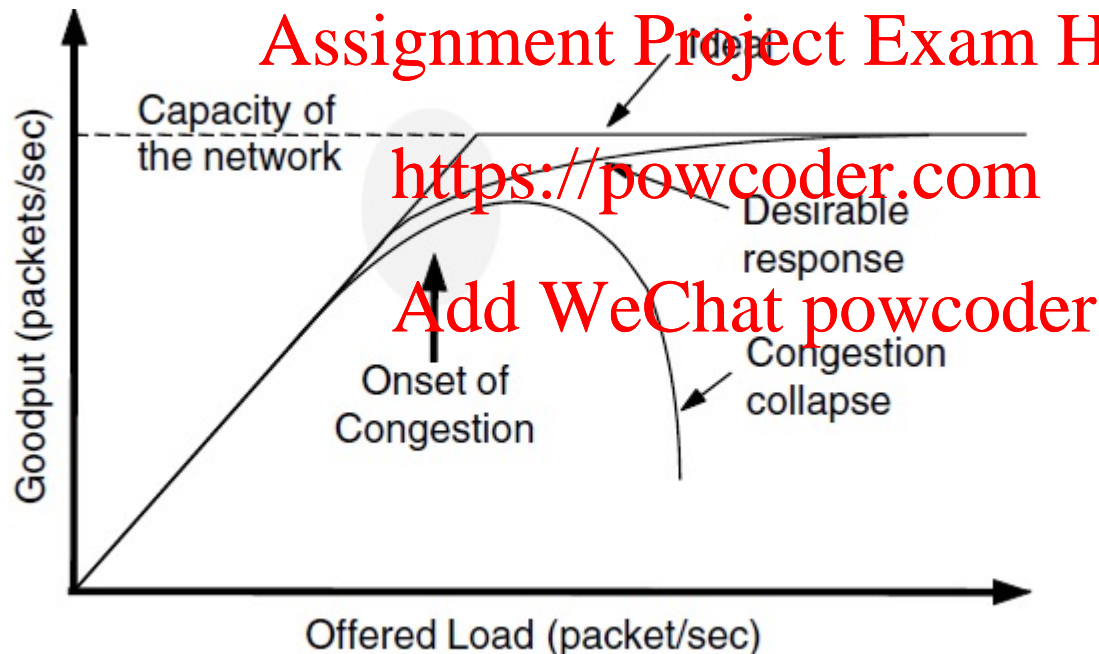 Assignment Project Exam H
Ideal
Capacity of
the network
https://powcoder.com
Desirable
response
Add WeChat powcoder
Congestion
collapse
Onset of
Congestion
Goodput (packets/sec)
Offered Load (packet/sec)